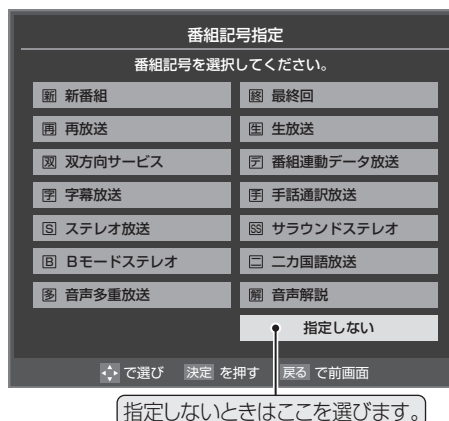 番組記号指定
番組記号を選択してください。
新 新番組
終 最終回
再 再放送
生 生放送
双 双方向サービス
デ 番組連動データ放送
字 字幕放送
手 手話通訳放送
S ステレオ放送
SS サラウンドステレオ
B Bモードステレオ
二 二カ国語放送
多 音声多重放送
解 音声解説
指定しない
で選び 決定 を押す 戻る で前画面
指定しないときはここを選びます。